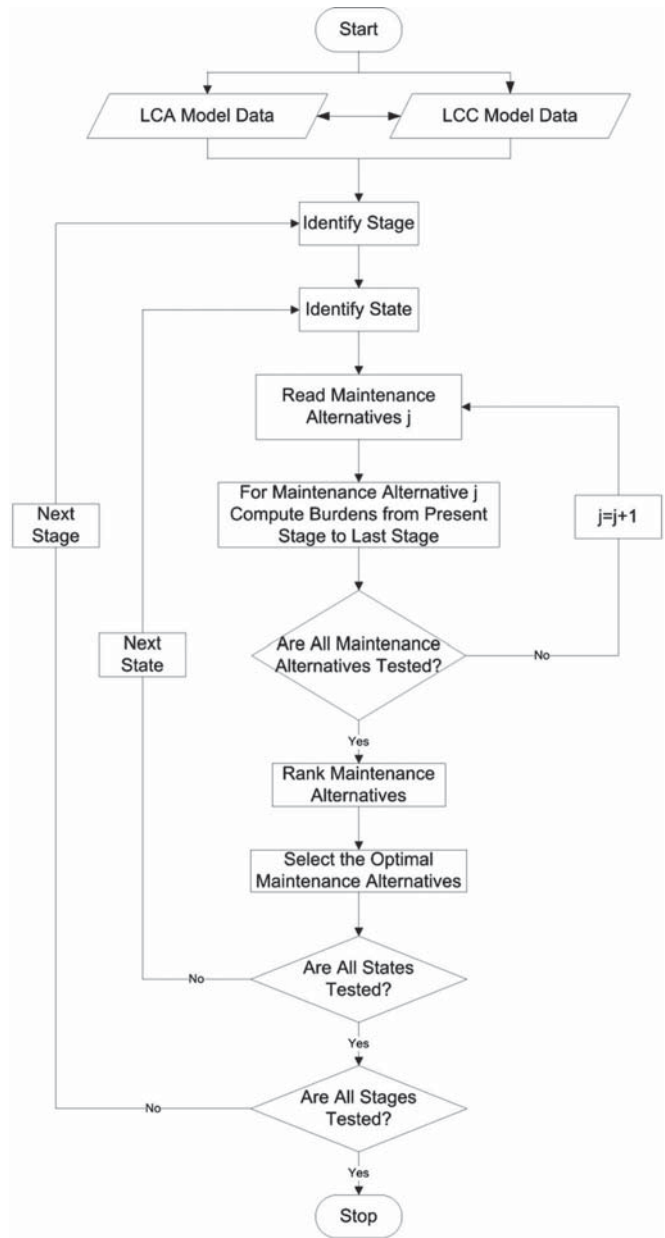 Start
LCA Model Data
LCC Model Data
Identify Stage
Identify State
Read Maintenance
Alternatives j
For Maintenance Alternative j
Compute Burdens from Present
Stage to Last Stage
Next
Stage
j=j+1
Next
State
Are All Maintenance
Alternatives Tested?
No
Yes
Rank Maintenance
Alternatives
Select the Optimal
Maintenance Alternatives
Are All States
Tested?
No
Yes
Are All Stages
Tested?
No
Yes
Stop